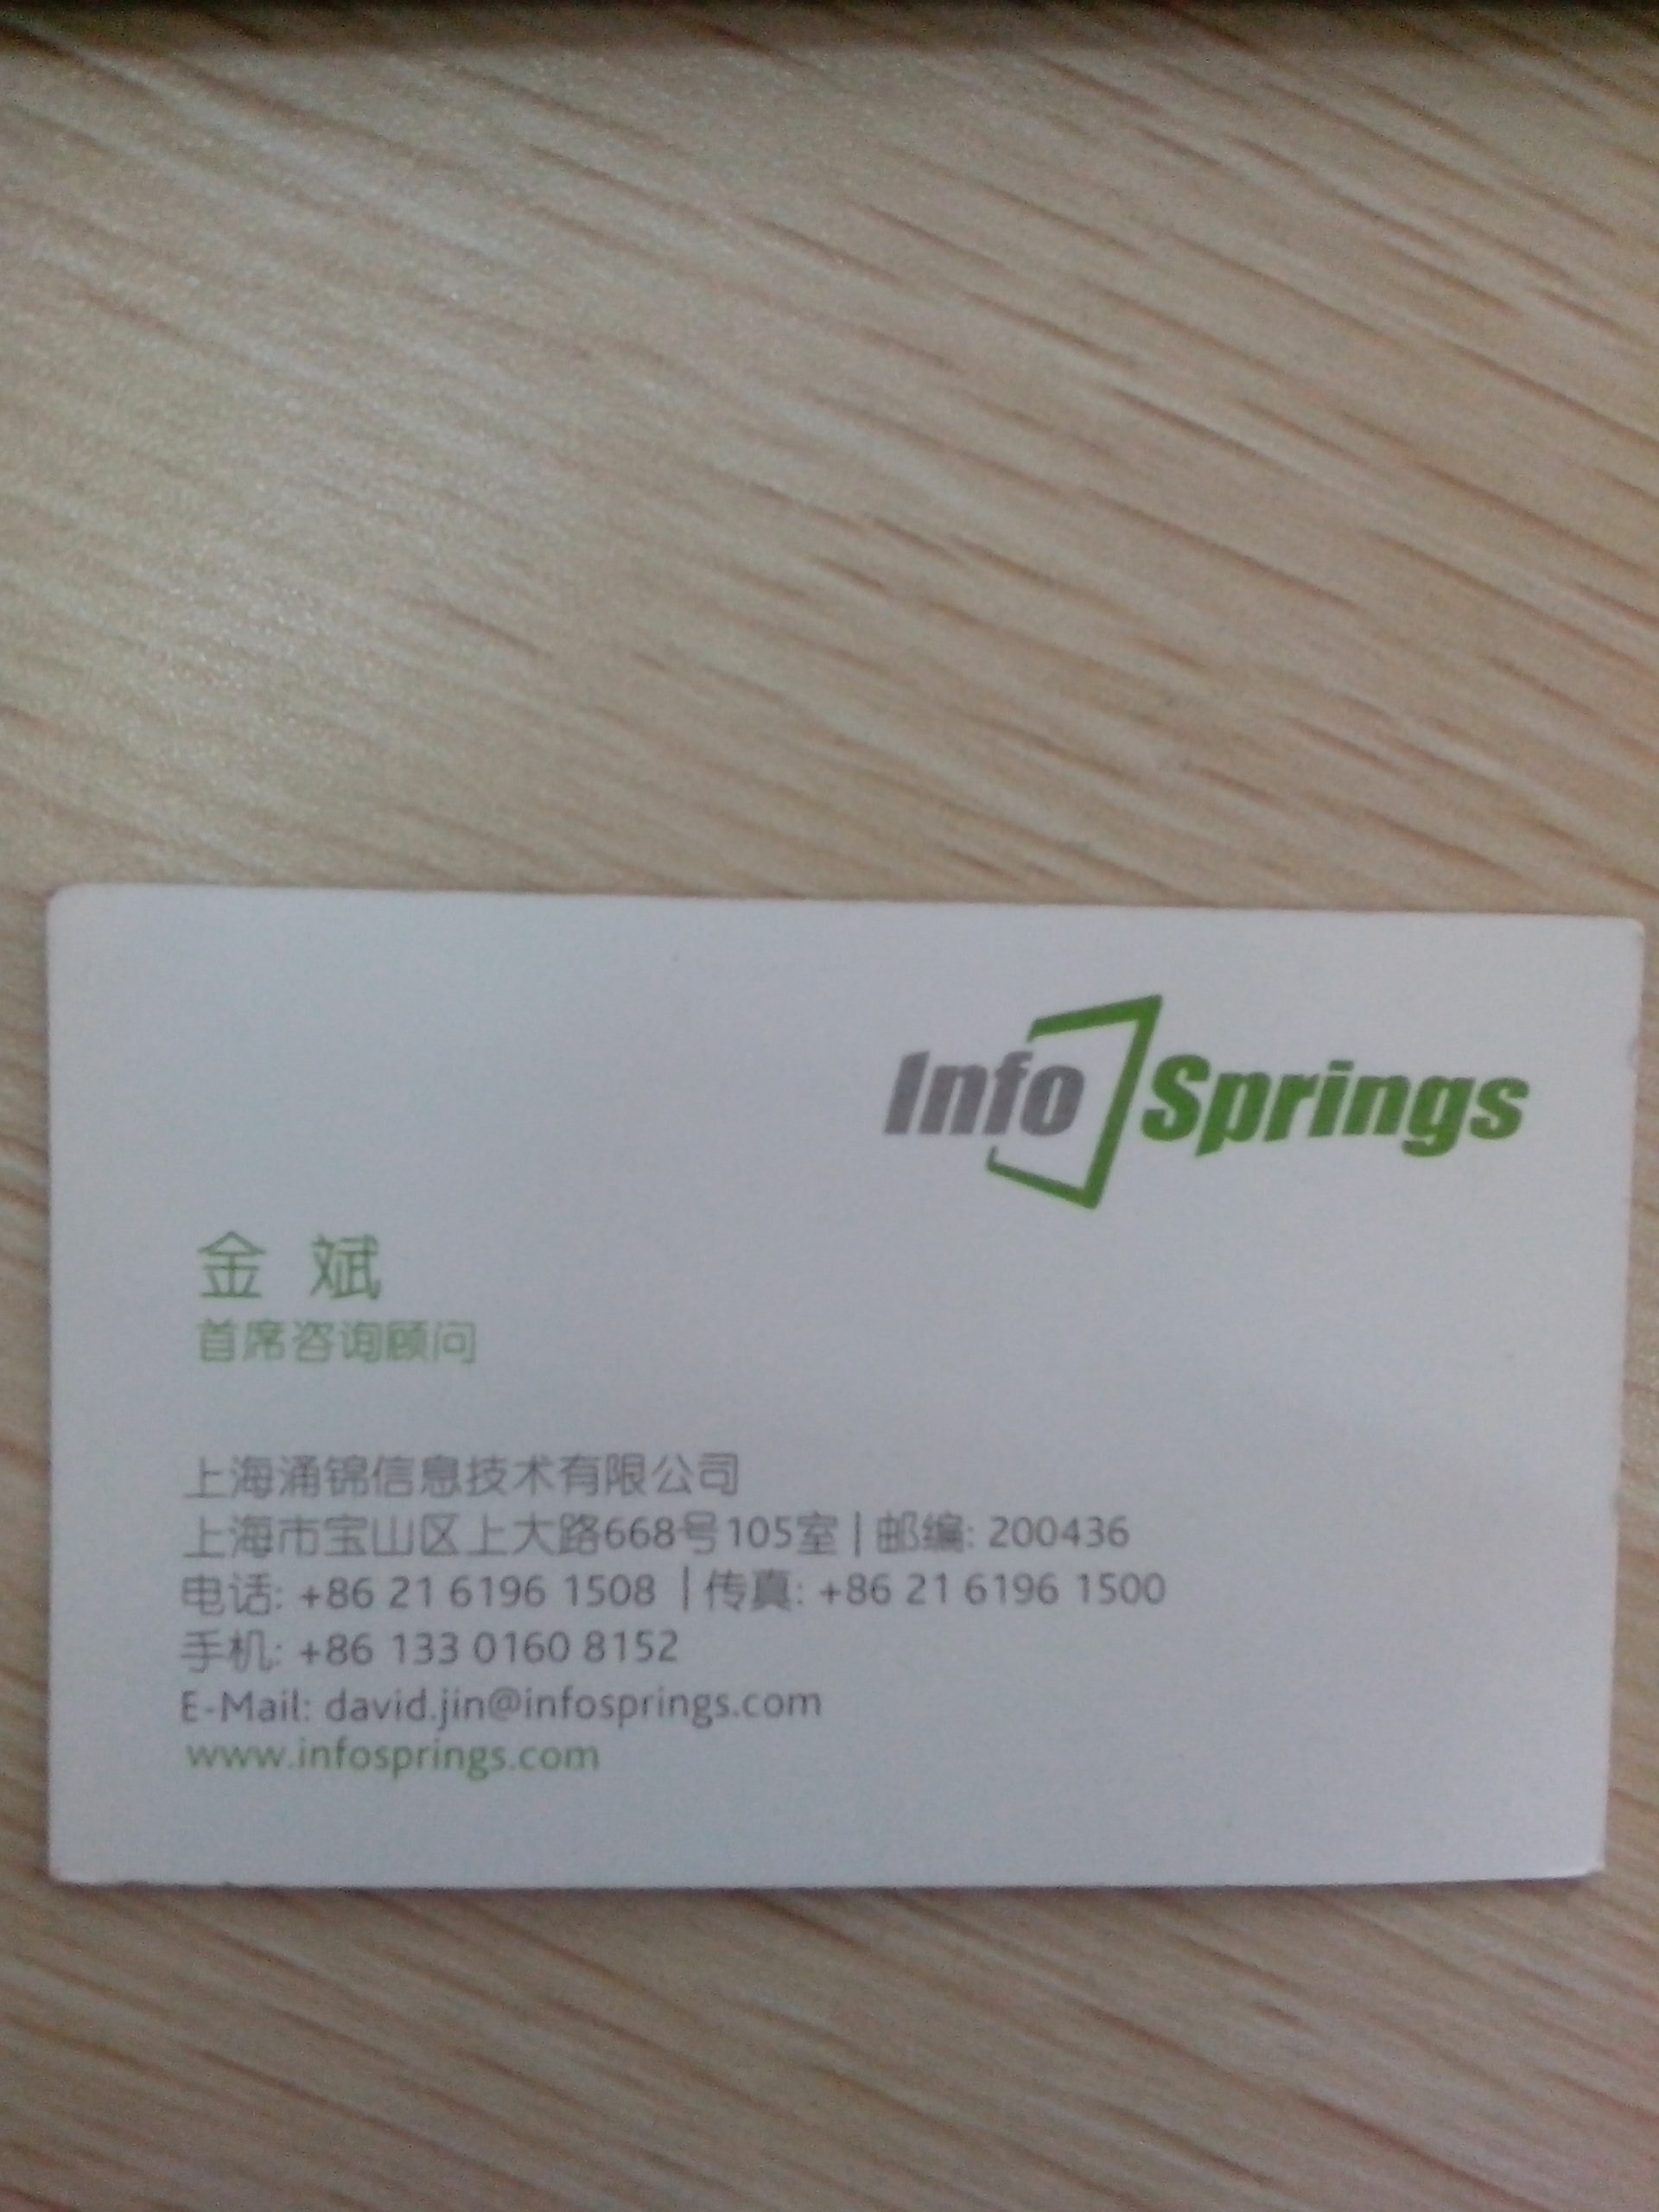 Info Springs
金 斌
首席咨询顾问
上海涌锦信息技术有限公司
上海市宝山区上大路668号105室 | 邮编: 200436
电话: +86 21 6196 1508 | 传真: +86 21 6196 1500
手机: +86 133 0160 8152
E-Mail: david.jin@infosprings.com
www.infosprings.com